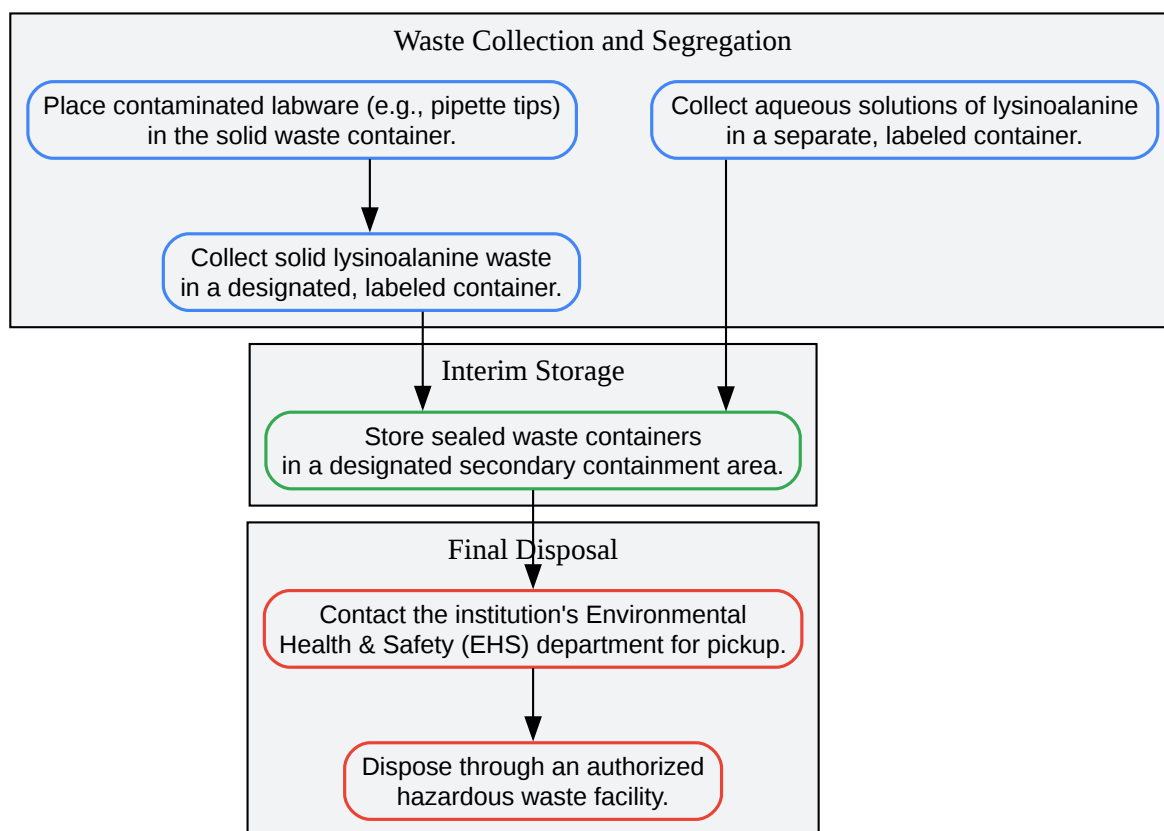 Waste Collection and Segregation
Place contaminated labware (e.g., pipette tips)
in the solid waste container.
Collect aqueous solutions of lysinoalanine
in a separate, labeled container.
Collect solid lysinoalanine waste
in a designated, labeled container.
Interim Storage
Store sealed waste containers
in a designated secondary containment area.
Final Disposal
Contact the institution's Environmental
Health & Safety (EHS) department for pickup.
Dispose through an authorized
hazardous waste facility.